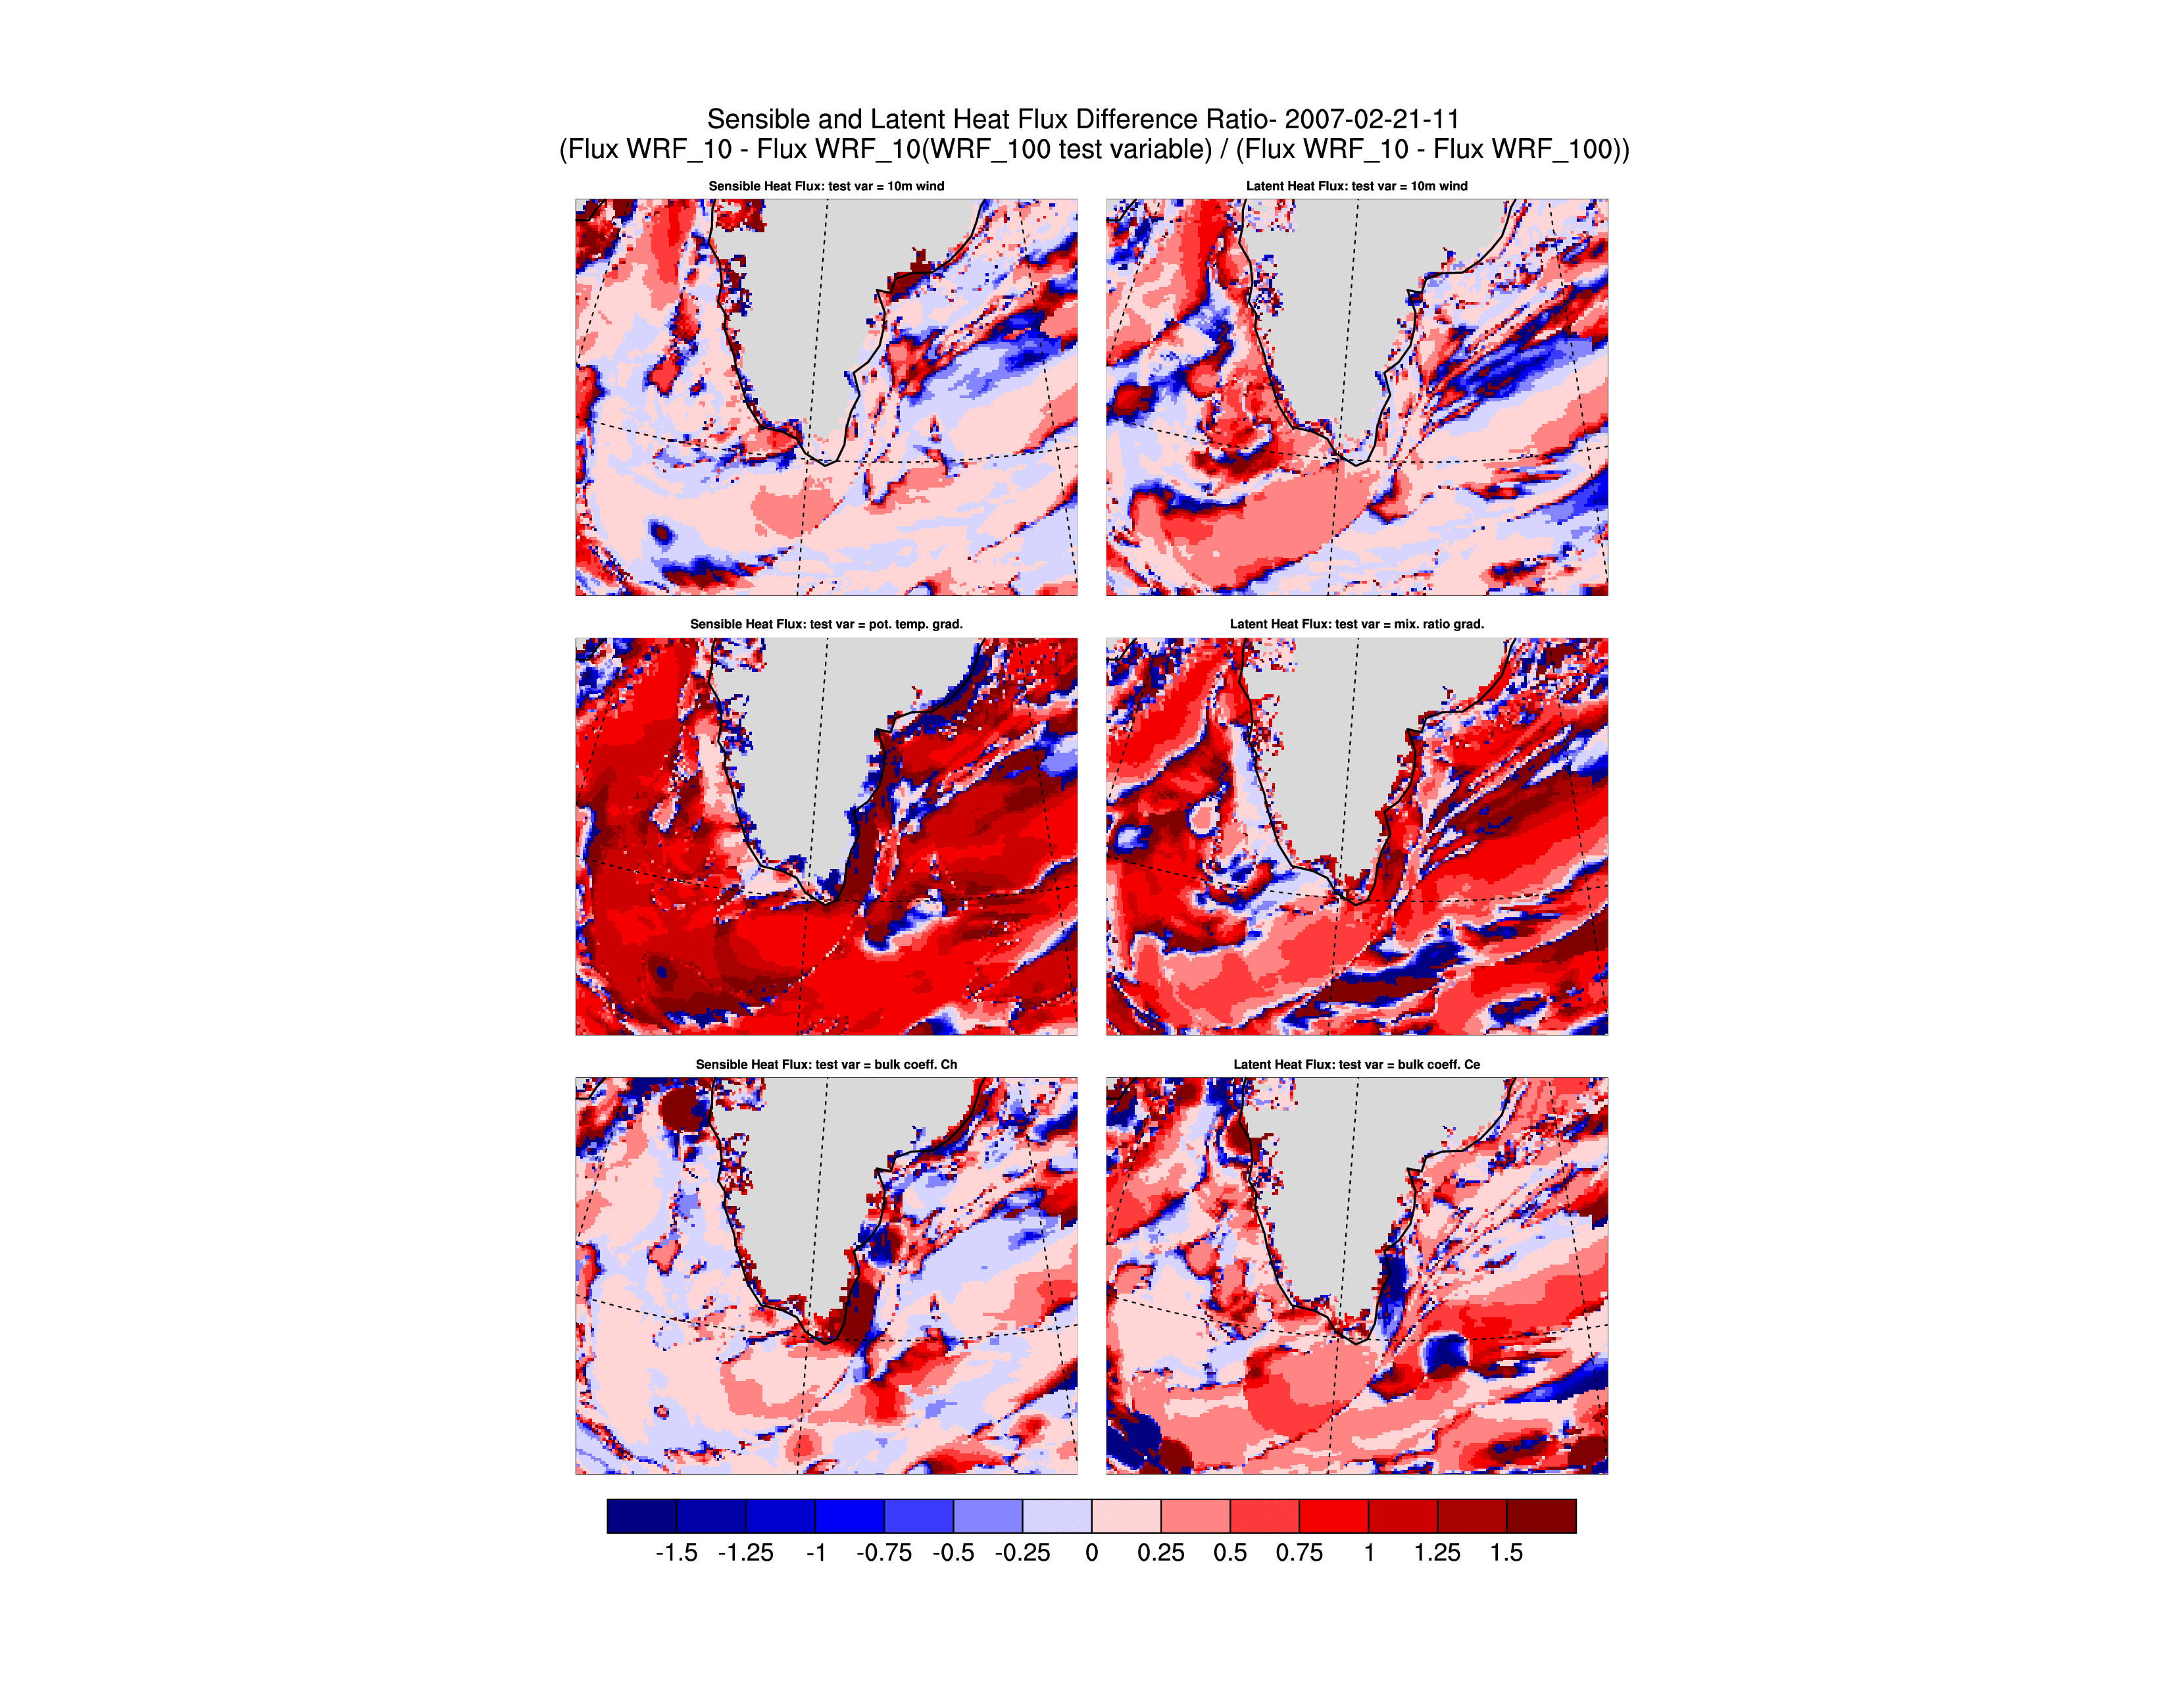 Sensible and Latent Heat Flux Difference Ratio- 2007-02-21-11
(Flux WRF_10 - Flux WRF_10(WRF_100 test variable) / (Flux WRF_10 - Flux WRF_100))
Sensible Heat Flux: test var = 10m wind
Latent Heat Flux: test var = 10m wind
Sensible Heat Flux: test var = pot. temp. grad.
Latent Heat Flux: test var = mix. ratio grad.
Sensible Heat Flux: test var = bulk coeff. Ch
Latent Heat Flux: test var = bulk coeff. Ce
-1.5 -1.25 -1 -0.75 -0.5 -0.25 0 0.25 0.5 0.75 1 1.25 1.5